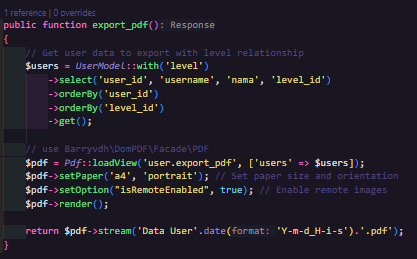 1 reference | 0 overrides
public function export_pdf(): Response
{
// Get user data to export with level relationship
$users = UserModel::with('level')
->select('user_id', 'username', 'nama', 'level_id')
->orderBy('user_id')
->orderBy('level_id')
->get();
// use Barryvdh\DomPDF\Facade\PDF
$pdf = Pdf::loadView('user.export_pdf', ['users' => $users]);
$pdf->setPaper('a4', 'portrait'); // Set paper size and orientation
$pdf->setOption("isRemoteEnabled", true); // Enable remote images
$pdf->render();
return $pdf->stream('Data User'.date(format: 'Y-m-d_H-i-s').'.pdf');
}